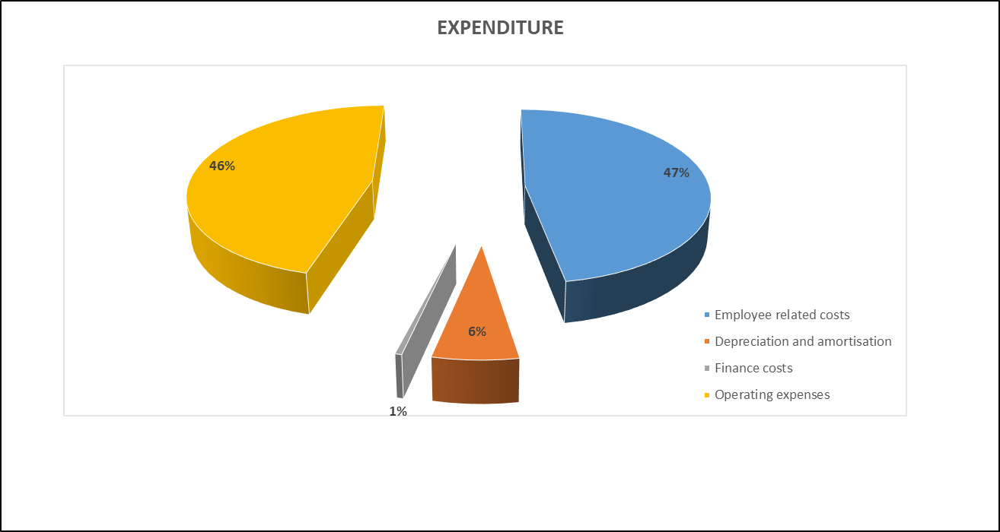 EXPENDITURE
46%
47%
6%
1%
Employee related costs
Depreciation and amortisation
Finance costs
Operating expenses